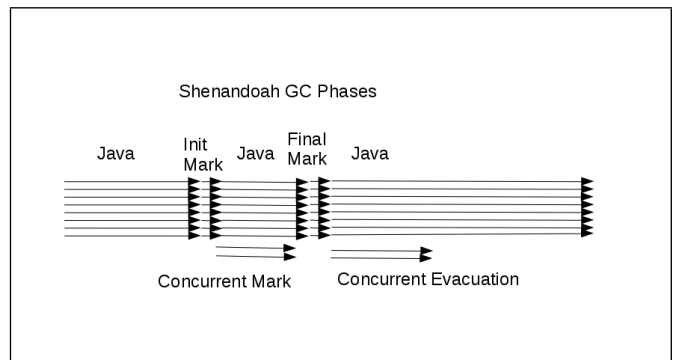 Shenandoah GC Phases
Java
Init
Mark
Java
Final
Mark
Java
Concurrent Mark
Concurrent Evacuation